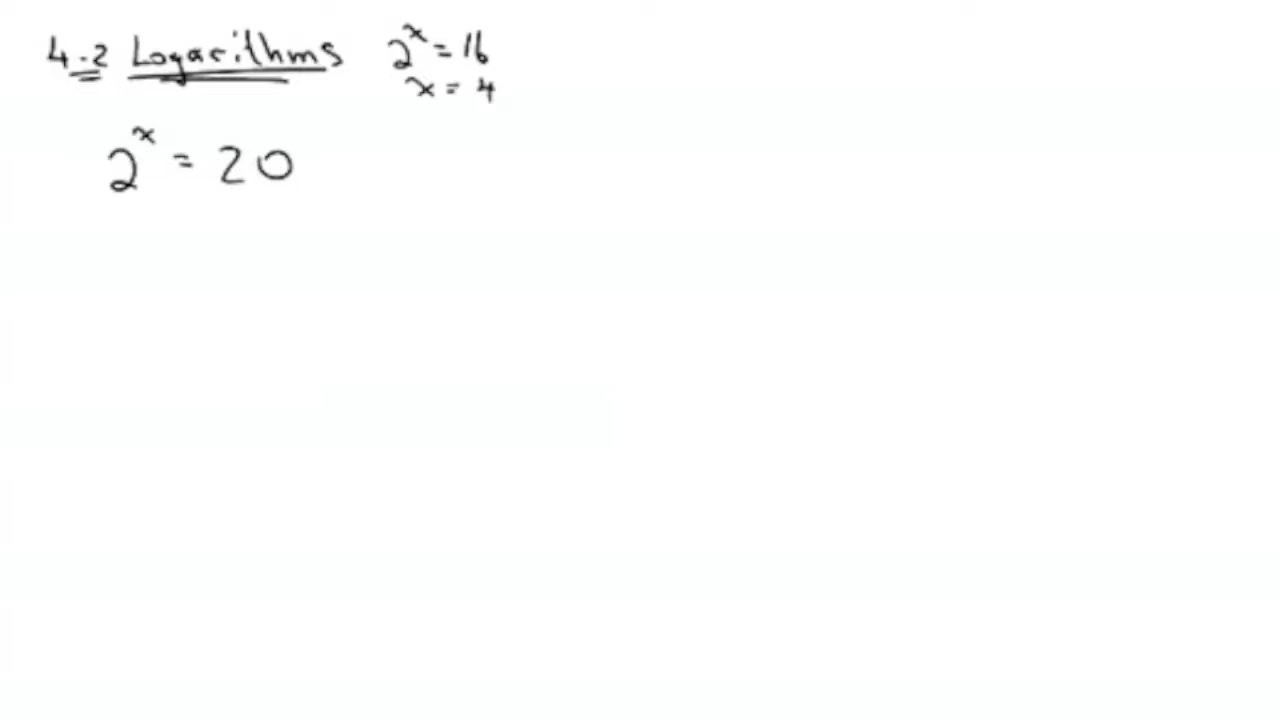 4.2 Logarithms 2^x = 16
x = 4
2^x = 20